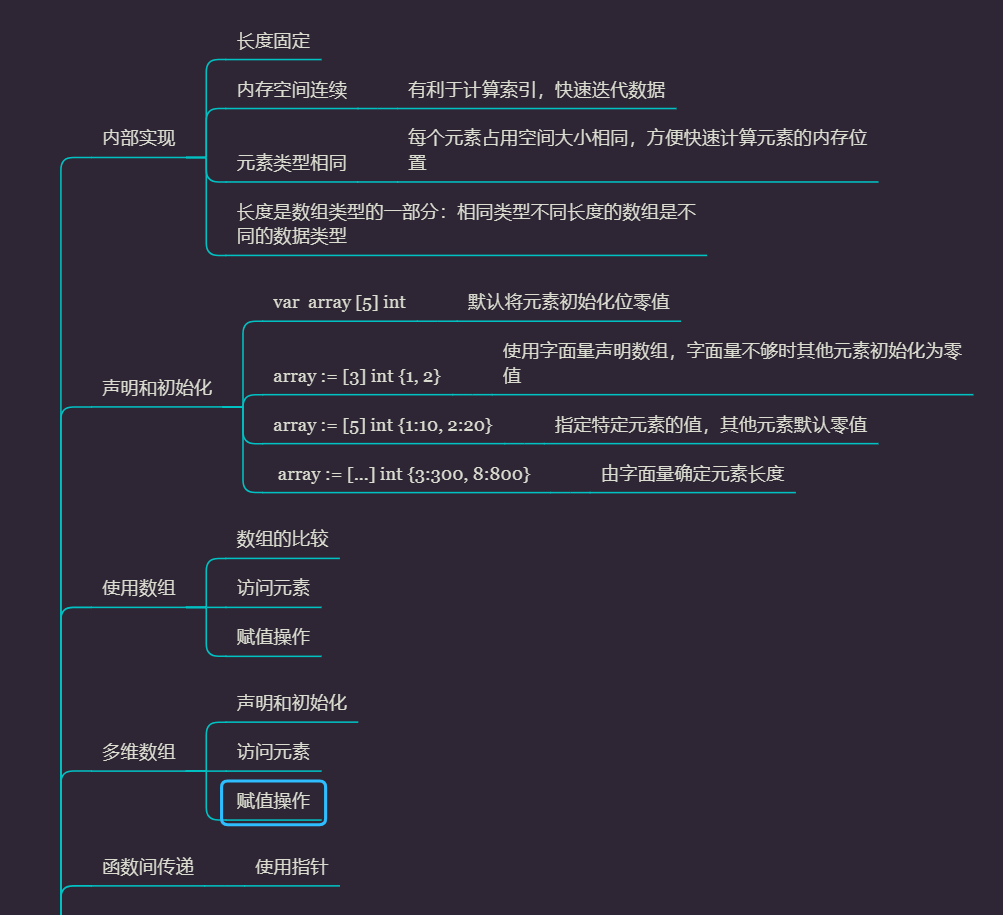 长度固定
内存空间连续
有利于计算索引，快速迭代数据
内部实现
每个元素占用空间大小相同，方便快速计算元素的内存位
置
元素类型相同
长度是数组类型的一部分：相同类型不同长度的数组是不
同的数据类型
var array [5] int
默认将元素初始化位零值
使用字面量声明数组，字面量不够时其他元素初始化为零
值
array := [3] int {1, 2}
声明和初始化
array := [5] int {1:10, 2:20}
指定特定元素的值，其他元素默认零值
array := [...] int {3:300, 8:800}
由字面量确定元素长度
数组的比较
使用数组
访问元素
赋值操作
声明和初始化
多维数组
访问元素
赋值操作
函数间传递
使用指针